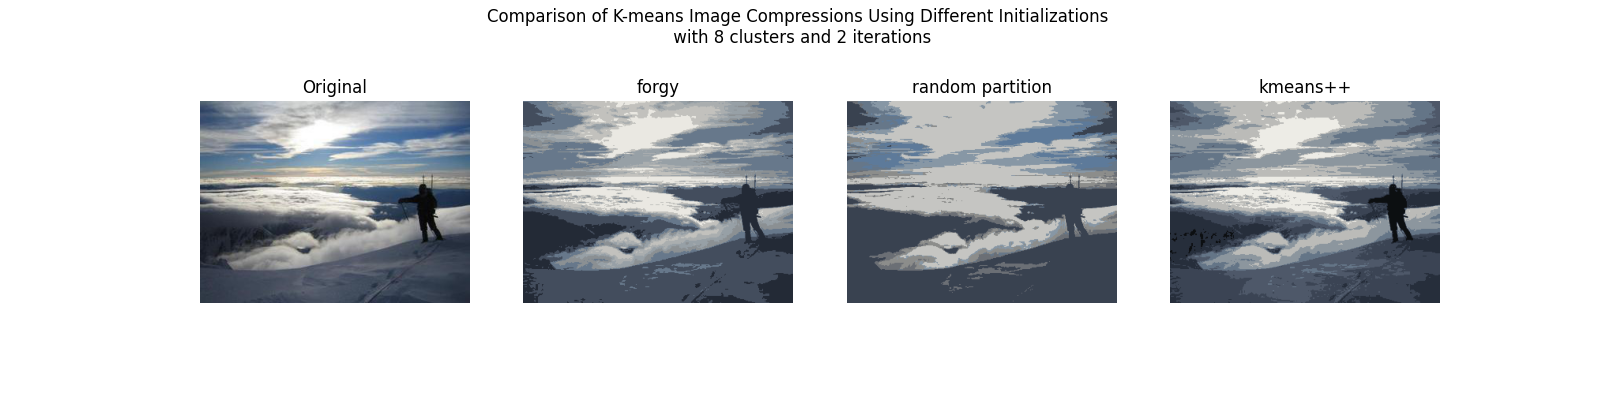 Comparison of K-means Image Compressions Using Different Initializations
with 8 clusters and 2 iterations
Original
forgy
random partition
kmeans++